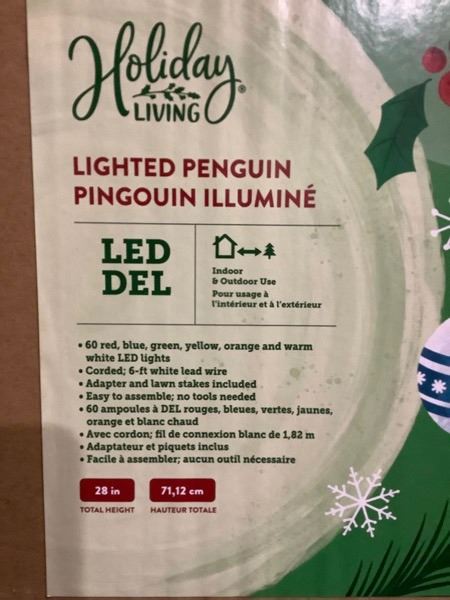 Holiday
LIVING®
LIGHTED PENGUIN
PINGOUIN ILLUMINÉ
LED
DEL
Indoor
& Outdoor Use
Pour usage à
l'intérieur et à l'extérieur
• 60 red, blue, green, yellow, orange and warm
white LED lights
• Corded; 6-ft white lead wire
• Adapter and lawn stakes included
• Easy to assemble; no tools needed
• 60 ampoules à DEL rouges, bleues, vertes, jaunes,
orange et blanc chaud
• Avec cordon; fil de connexion blanc de 1,82 m
• Adaptateur et piquets inclus
• Facile à assembler; aucun outil nécessaire
28 in
TOTAL HEIGHT
71,12 cm
HAUTEUR TOTALE